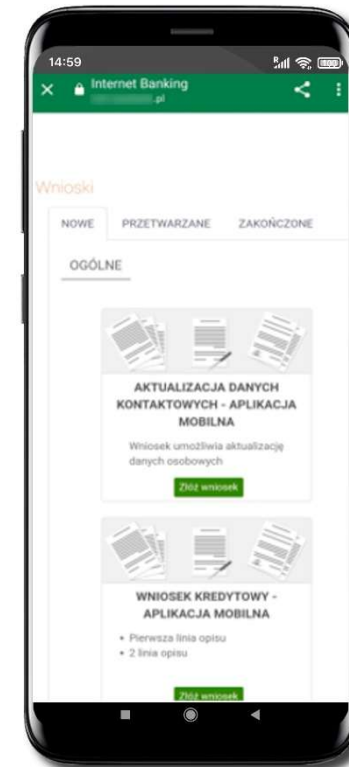 14:59
Internet Banking
.pl
Wnioski
NOWE PRZETWARZANE ZAKOŃCZONE
OGÓLNE
AKTUALIZACJA DANYCH
KONTAKTOWYCH - APLIKACJA
MOBILNA
Wniosek umożliwia aktualizację
danych osobowych
Złóż wniosek
WNIOSEK KREDYTOWY -
APLIKACJA MOBILNA
• Pierwsza linia opisu
• 2 linia opisu
Złóż wniosek